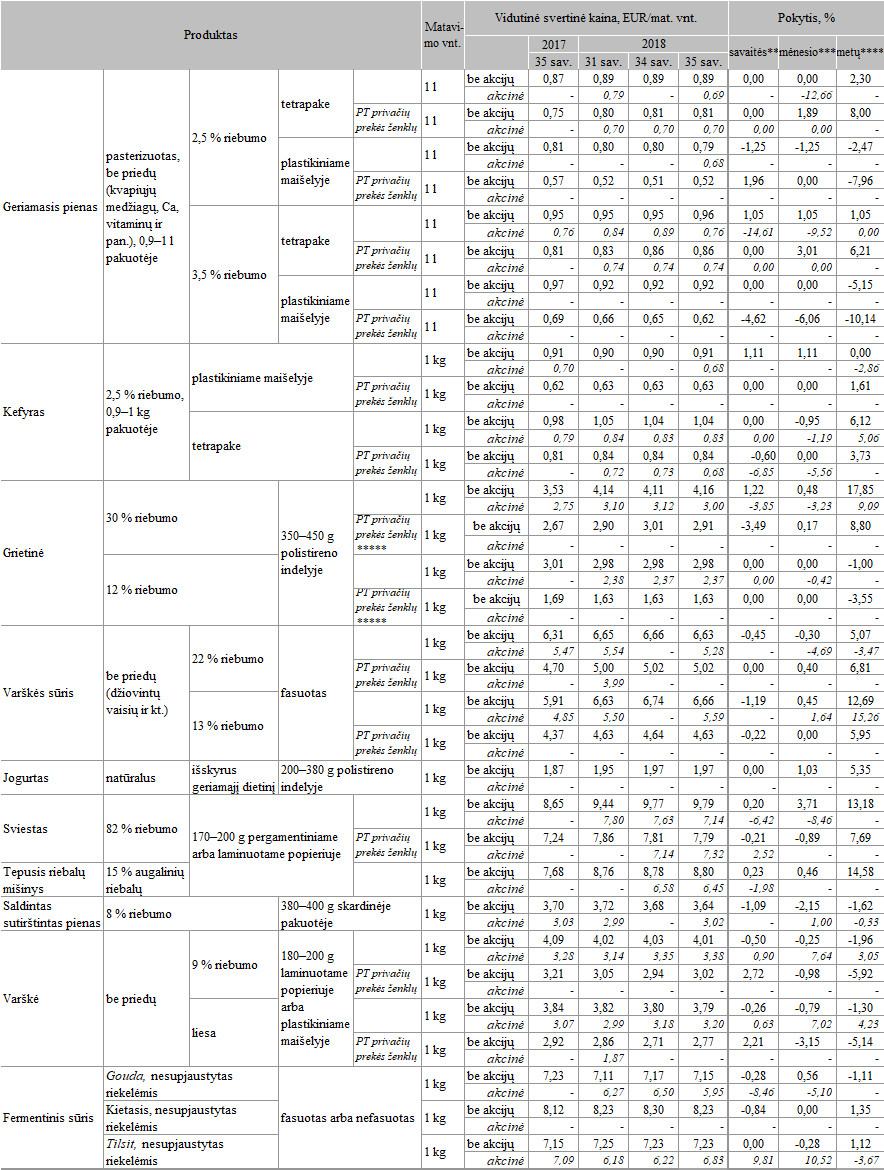 Produktas Matavi-mo vnt. Vidutinė svertinė kaina, EUR/mat. vnt. Pokytis, %
2017 2018 savaitės** mėnesio*** metų****
35 sav. 31 sav. 34 sav. 35 sav.
Geriamasis pienas pasterizuotas, be priedų (kvapiųjų medžiagų, Ca, vitaminų ir pan.), 0,9–1 l pakuotėje 2,5 % riebumo tetrapake 1 l be akcijų 0,87 0,89 0,89 0,89 0,00 0,00 2,30
akcinė - 0,79 - 0,69 - -12,66 -
PT privačių prekės ženklų 1 l be akcijų 0,75 0,80 0,81 0,81 0,00 1,89 8,00
akcinė - 0,70 0,70 0,70 0,00 0,00 -
plastikiniame maišelyje 1 l be akcijų 0,81 0,80 0,80 0,79 -1,25 -1,25 -2,47
akcinė - - - 0,68 - - -
PT privačių prekės ženklų 1 l be akcijų 0,57 0,52 0,51 0,52 1,96 0,00 -7,96
akcinė - - - - - - -
3,5 % riebumo tetrapake 1 l be akcijų 0,95 0,95 0,95 0,96 1,05 1,05 1,05
akcinė 0,76 0,84 0,89 0,76 -14,61 -9,52 0,00
PT privačių prekės ženklų 1 l be akcijų 0,81 0,83 0,86 0,86 0,00 3,01 6,21
akcinė - 0,74 0,74 0,74 0,00 0,00 -
plastikiniame maišelyje 1 l be akcijų 0,97 0,92 0,92 0,92 0,00 0,00 -5,15
akcinė - - - - - - -
PT privačių prekės ženklų 1 l be akcijų 0,69 0,66 0,65 0,62 -4,62 -6,06 -10,14
akcinė - - - - - - -
Kefyras 2,5 % riebumo, 0,9–1 kg pakuotėje plastikiniame maišelyje 1 kg be akcijų 0,91 0,90 0,90 0,91 1,11 1,11 0,00
akcinė 0,70 - - 0,68 - - -2,86
PT privačių prekės ženklų 1 kg be akcijų 0,62 0,63 0,63 0,63 0,00 0,00 1,61
akcinė - - - - - - -
tetrapake 1 kg be akcijų 0,98 1,05 1,04 1,04 0,00 -0,95 6,12
akcinė 0,79 0,84 0,83 0,83 0,00 -1,19 5,06
PT privačių prekės ženklų 1 kg be akcijų 0,81 0,84 0,84 0,84 -0,60 0,00 3,73
akcinė - 0,72 0,73 0,68 -6,85 -5,56 -
Grietinė 30 % riebumo 350–450 g polistireno indelyje 1 kg be akcijų 3,53 4,14 4,11 4,16 1,22 0,48 17,85
akcinė 2,75 3,10 3,12 3,00 -3,85 -3,23 9,09
PT privačių prekės ženklų ***** 1 kg be akcijų 2,67 2,90 3,01 2,91 -3,49 0,17 8,80
akcinė - - - - - - -
12 % riebumo 1 kg be akcijų 3,01 2,98 2,98 2,98 0,00 0,00 -1,00
akcinė - 2,38 2,37 2,37 0,00 -0,42 -
PT privačių prekės ženklų ***** 1 kg be akcijų 1,69 1,63 1,63 1,63 0,00 0,00 -3,55
akcinė - - - - - - -
Varškės sūris be priedų (džiovintų vaisių ir kt.) 22 % riebumo fasuotas 1 kg be akcijų 6,31 6,65 6,66 6,63 -0,45 -0,30 5,07
akcinė 5,47 5,54 - 5,28 - -4,69 -3,47
PT privačių prekės ženklų 1 kg be akcijų 4,70 5,00 5,02 5,02 0,00 0,40 6,81
akcinė - 3,99 - - - - -
13 % riebumo 1 kg be akcijų 5,91 6,63 6,74 6,66 -1,19 0,45 12,69
akcinė 4,85 5,50 - 5,59 - 1,64 15,26
PT privačių prekės ženklų 1 kg be akcijų 4,37 4,63 4,64 4,63 -0,22 0,00 5,95
akcinė - - - - - - -
Jogurtas natūralus išskyrus geriamąjį dietinį 200–380 g polistireno indelyje 1 kg be akcijų 1,87 1,95 1,97 1,97 0,00 1,03 5,35
akcinė - - - - - - -
Sviestas 82 % riebumo 170–200 g pergamentiniame arba laminuotame popieriuje 1 kg be akcijų 8,65 9,44 9,77 9,79 0,20 3,71 13,18
akcinė - 7,80 7,63 7,14 -6,42 -8,46 -
PT privačių prekės ženklų 1 kg be akcijų 7,24 7,86 7,81 7,79 -0,21 -0,89 7,69
akcinė - - 7,14 7,32 2,52 - -
Tepusis riebalų mišinys 15 % augalinių riebalų 1 kg be akcijų 7,68 8,76 8,78 8,80 0,23 0,46 14,58
akcinė - - 6,58 6,45 -1,98 - -
Saldintas sutirštintas pienas 8 % riebumo 380–400 g skardinėje pakuotėje 1 kg be akcijų 3,70 3,72 3,68 3,64 -1,09 -2,15 -1,62
akcinė 3,03 2,99 - 3,02 - 1,00 -0,33
Varškė be priedų 9 % riebumo 180–200 g laminuotame popieriuje arba plastikiniame maišelyje 1 kg be akcijų 4,09 4,02 4,03 4,01 -0,50 -0,25 -1,96
akcinė 3,28 3,14 3,35 3,38 0,90 7,64 3,05
PT privačių prekės ženklų 1 kg be akcijų 3,21 3,05 2,94 3,02 2,72 -0,98 -5,92
akcinė - - - - - - -
liesa 1 kg be akcijų 3,84 3,82 3,80 3,79 -0,26 -0,79 -1,30
akcinė 3,07 2,99 3,18 3,20 0,63 7,02 4,23
PT privačių prekės ženklų 1 kg be akcijų 2,92 2,86 2,71 2,77 2,21 -3,15 -5,14
akcinė - 1,87 - - - - -
Fermentinis sūris Gouda, nesupjaustytas riekelėmis fasuotas arba nefasuotas 1 kg be akcijų 7,23 7,11 7,17 7,15 -0,28 0,56 -1,11
akcinė - 6,27 6,50 5,95 -8,46 -5,10 -
Kietasis, nesupjaustytas riekelėmis 1 kg be akcijų 8,12 8,23 8,30 8,23 -0,84 0,00 1,35
akcinė - - - - - - -
Tilsit, nesupjaustytas riekelėmis 1 kg be akcijų 7,15 7,25 7,23 7,23 0,00 -0,28 1,12
akcinė 7,09 6,18 6,22 6,83 9,81 10,52 -3,67